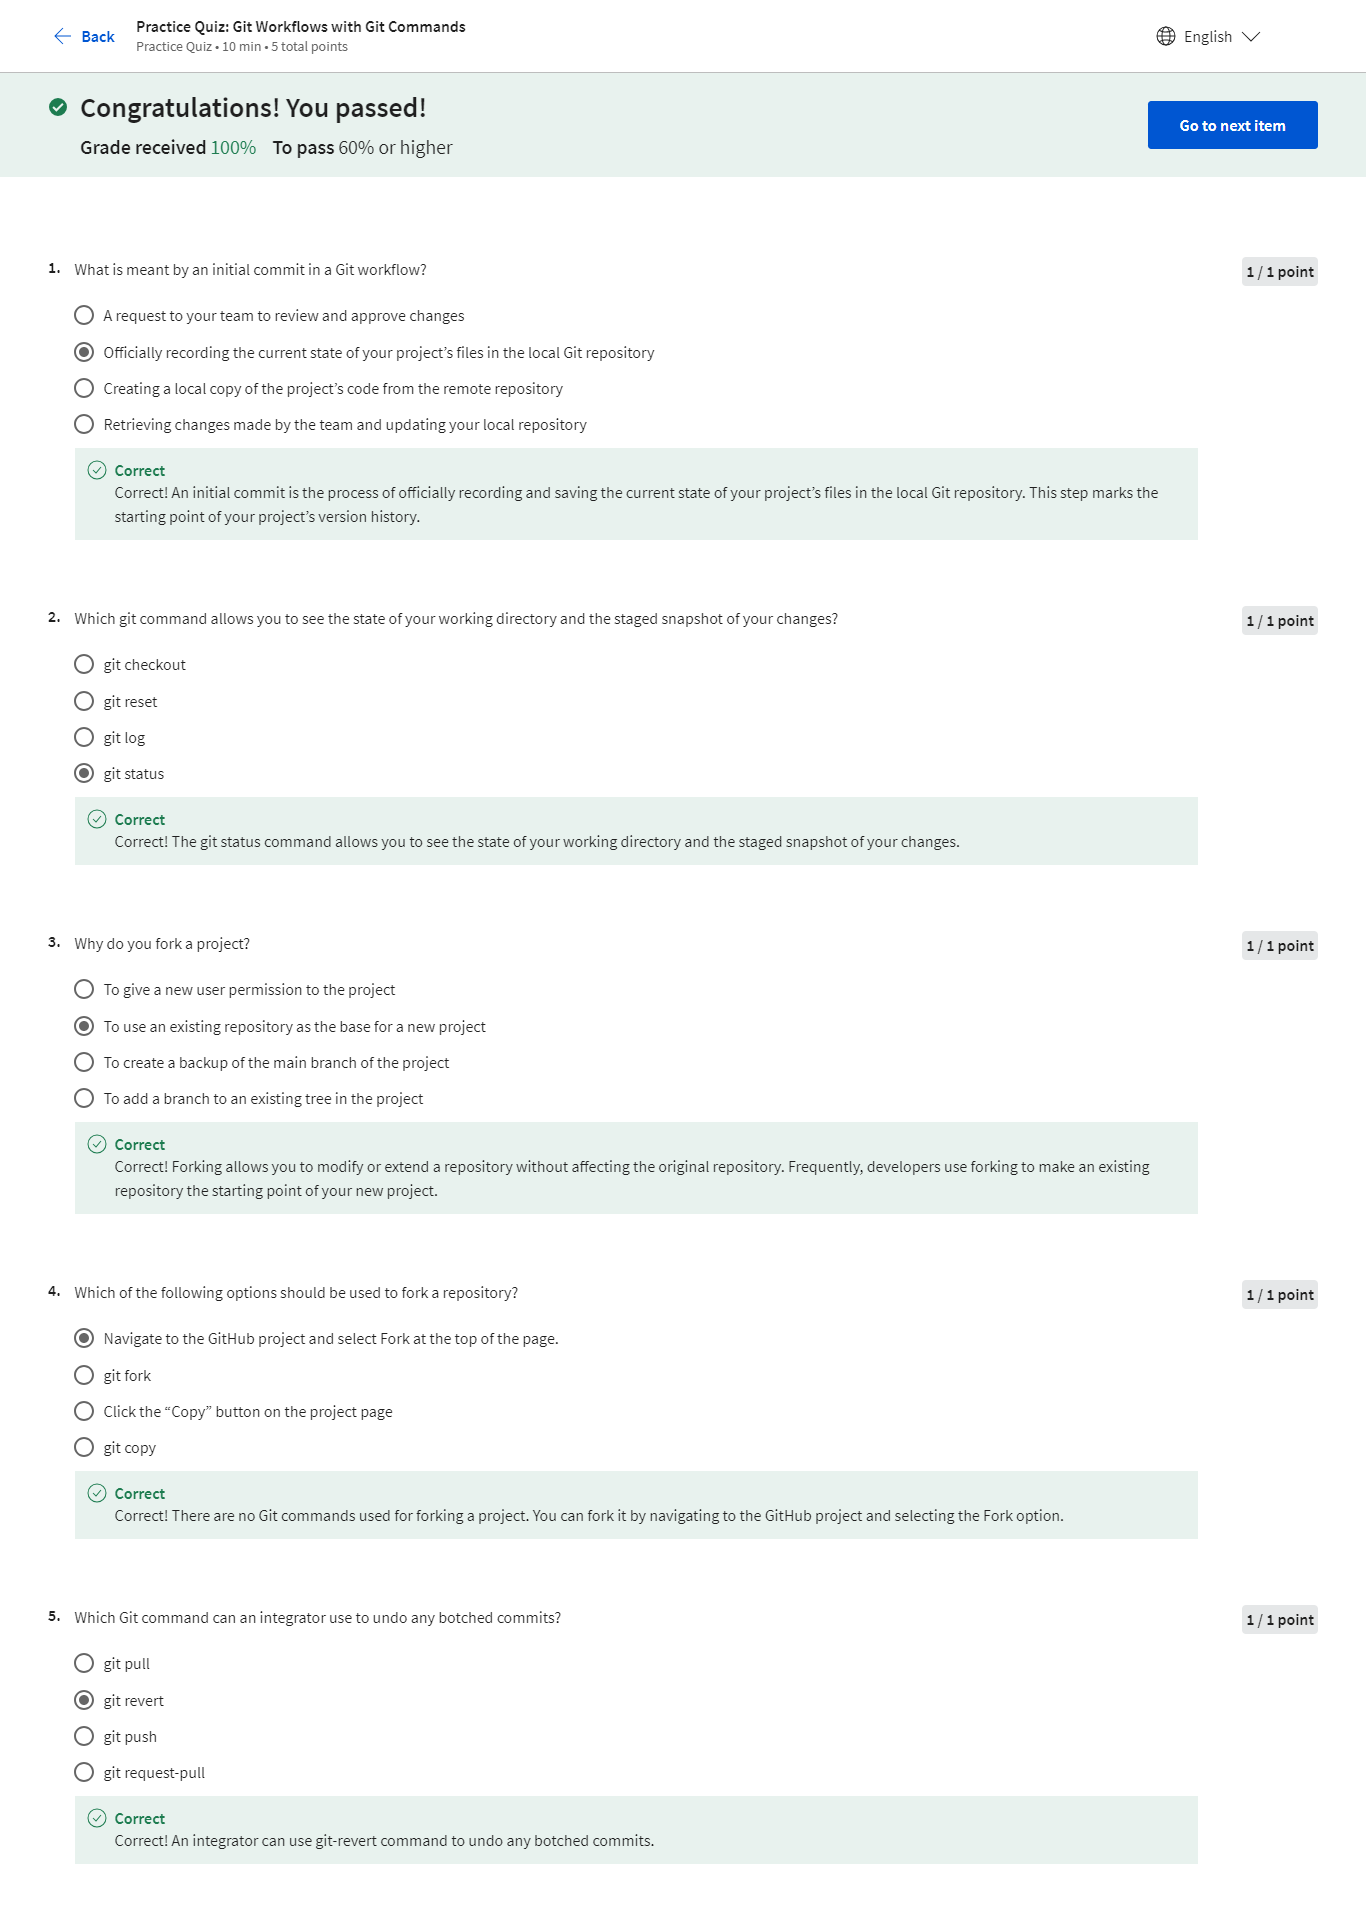 Back
Practice Quiz: Git Workflows with Git Commands
Practice Quiz • 10 min • 5 total points
English
Congratulations! You passed!
Grade received 100% To pass 60% or higher
Go to next item
1. What is meant by an initial commit in a Git workflow?
1 / 1 point
A request to your team to review and approve changes
Officially recording the current state of your project’s files in the local Git repository
Creating a local copy of the project’s code from the remote repository
Retrieving changes made by the team and updating your local repository
Correct
Correct! An initial commit is the process of officially recording and saving the current state of your project’s files in the local Git repository. This step marks the
starting point of your project’s version history.
2. Which git command allows you to see the state of your working directory and the staged snapshot of your changes?
1 / 1 point
git checkout
git reset
git log
git status
Correct
Correct! The git status command allows you to see the state of your working directory and the staged snapshot of your changes.
3. Why do you fork a project?
1 / 1 point
To give a new user permission to the project
To use an existing repository as the base for a new project
To create a backup of the main branch of the project
To add a branch to an existing tree in the project
Correct
Correct! Forking allows you to modify or extend a repository without affecting the original repository. Frequently, developers use forking to make an existing
repository the starting point of your new project.
4. Which of the following options should be used to fork a repository?
1 / 1 point
Navigate to the GitHub project and select Fork at the top of the page.
git fork
Click the “Copy” button on the project page
git copy
Correct
Correct! There are no Git commands used for forking a project. You can fork it by navigating to the GitHub project and selecting the Fork option.
5. Which Git command can an integrator use to undo any botched commits?
1 / 1 point
git pull
git revert
git push
git request-pull
Correct
Correct! An integrator can use git-revert command to undo any botched commits.